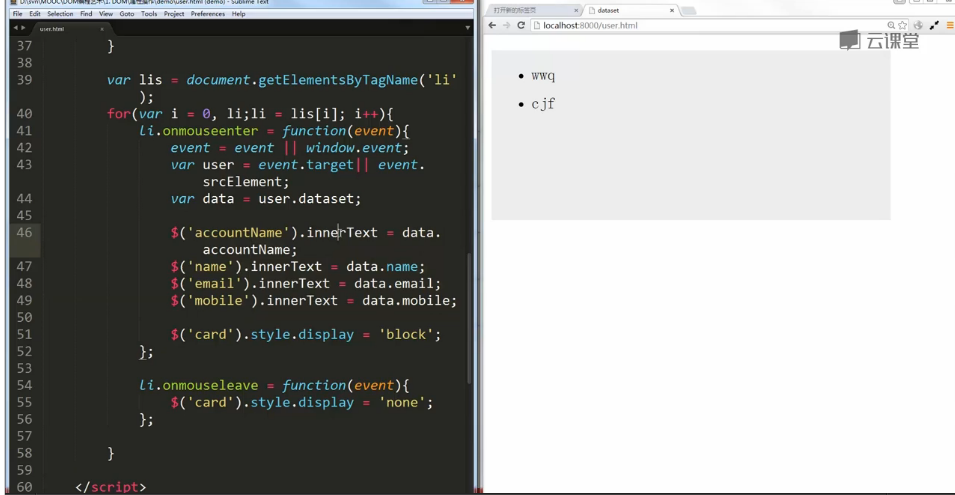 D:\svn\MOOC\DOM编程艺术\1. DOM\属性操作\demo\user.html (demo) - Sublime Text
File Edit Selection Find View Goto Tools Project Preferences Help
user.html
37 }
38
39 var lis = document.getElementsByTagName('li'
);
40 for(var i = 0, li;li = lis[i]; i++){
41 li.onmouseenter = function(event){
42 event = event || window.event;
43 var user = event.target|| event.
srcElement;
44 var data = user.dataset;
45
46 $('accountName').innerText = data.
accountName;
47 $('name').innerText = data.name;
48 $('email').innerText = data.email;
49 $('mobile').innerText = data.mobile;
50
51 $('card').style.display = 'block';
52 };
53
54 li.onmouseleave = function(event){
55 $('card').style.display = 'none';
56 };
57
58 }
59
60 </script>
打开新的标签页
dataset
localhost:8000/user.html
云课堂
wwq
cjf